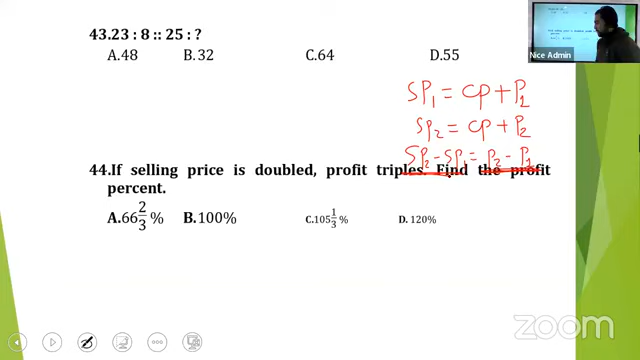 43.23 : 8 :: 25 : ?
A.48 B.32 C.64 D.55
SP1 = CP + P1
SP2 = CP + P2
SP2 - SP1 = P2 - P1
44.If selling price is doubled, profit triples. Find the profit
percent.
A.66 2/3 % B.100% C.105 1/3 % D. 120%
Nice Admin
zoom